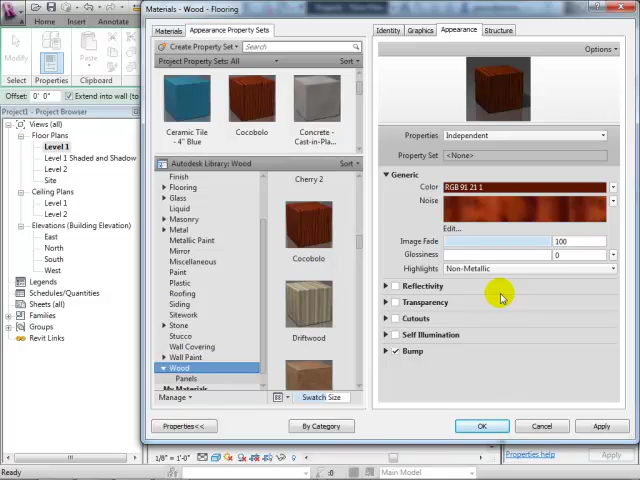 Materials - Wood - Flooring
Home
Insert
Annotate
Modify
Properties
Paste
Select
Properties
Clipboard
Offset: 0' 0"
Extend into wall (to
Project1 - Project Browser
Views (all)
Floor Plans
Level 1
Level 1 Shaded and Shadow
Level 2
Site
Ceiling Plans
Level 1
Level 2
Elevations (Building Elevation)
East
North
South
West
Legends
Schedules/Quantities
Sheets (all)
Families
Groups
Revit Links
Ready
Materials
Appearance Property Sets
Create Property Set
Search
Project Property Sets: All
Sort
Ceramic Tile - 4" Blue
Cocobolo
Concrete - Cast-in-Pla...
Autodesk Library: Wood
Sort
Finish
Flooring
Glass
Liquid
Masonry
Metal
Metallic Paint
Mirror
Miscellaneous
Plastic
Roofing
Siding
Sitework
Stone
Stucco
Wall Covering
Wall Paint
Wood
Panels
My Materials
Cherry 2
Cocobolo
Driftwood
Manage
Swatch Size
Properties<<
By Category
Identity
Graphics
Appearance
Structure
Options
Properties
Independent
Property Set
<None>
Generic
Color
RGB 91 21 1
Noise
Edit...
Image Fade
100
Glossiness
0
Highlights
Non-Metallic
Reflectivity
Transparency
Cutouts
Self Illumination
Bump
OK
Cancel
Apply
1/8" = 1'-0"
Properties help
Apply
:0
Main Model